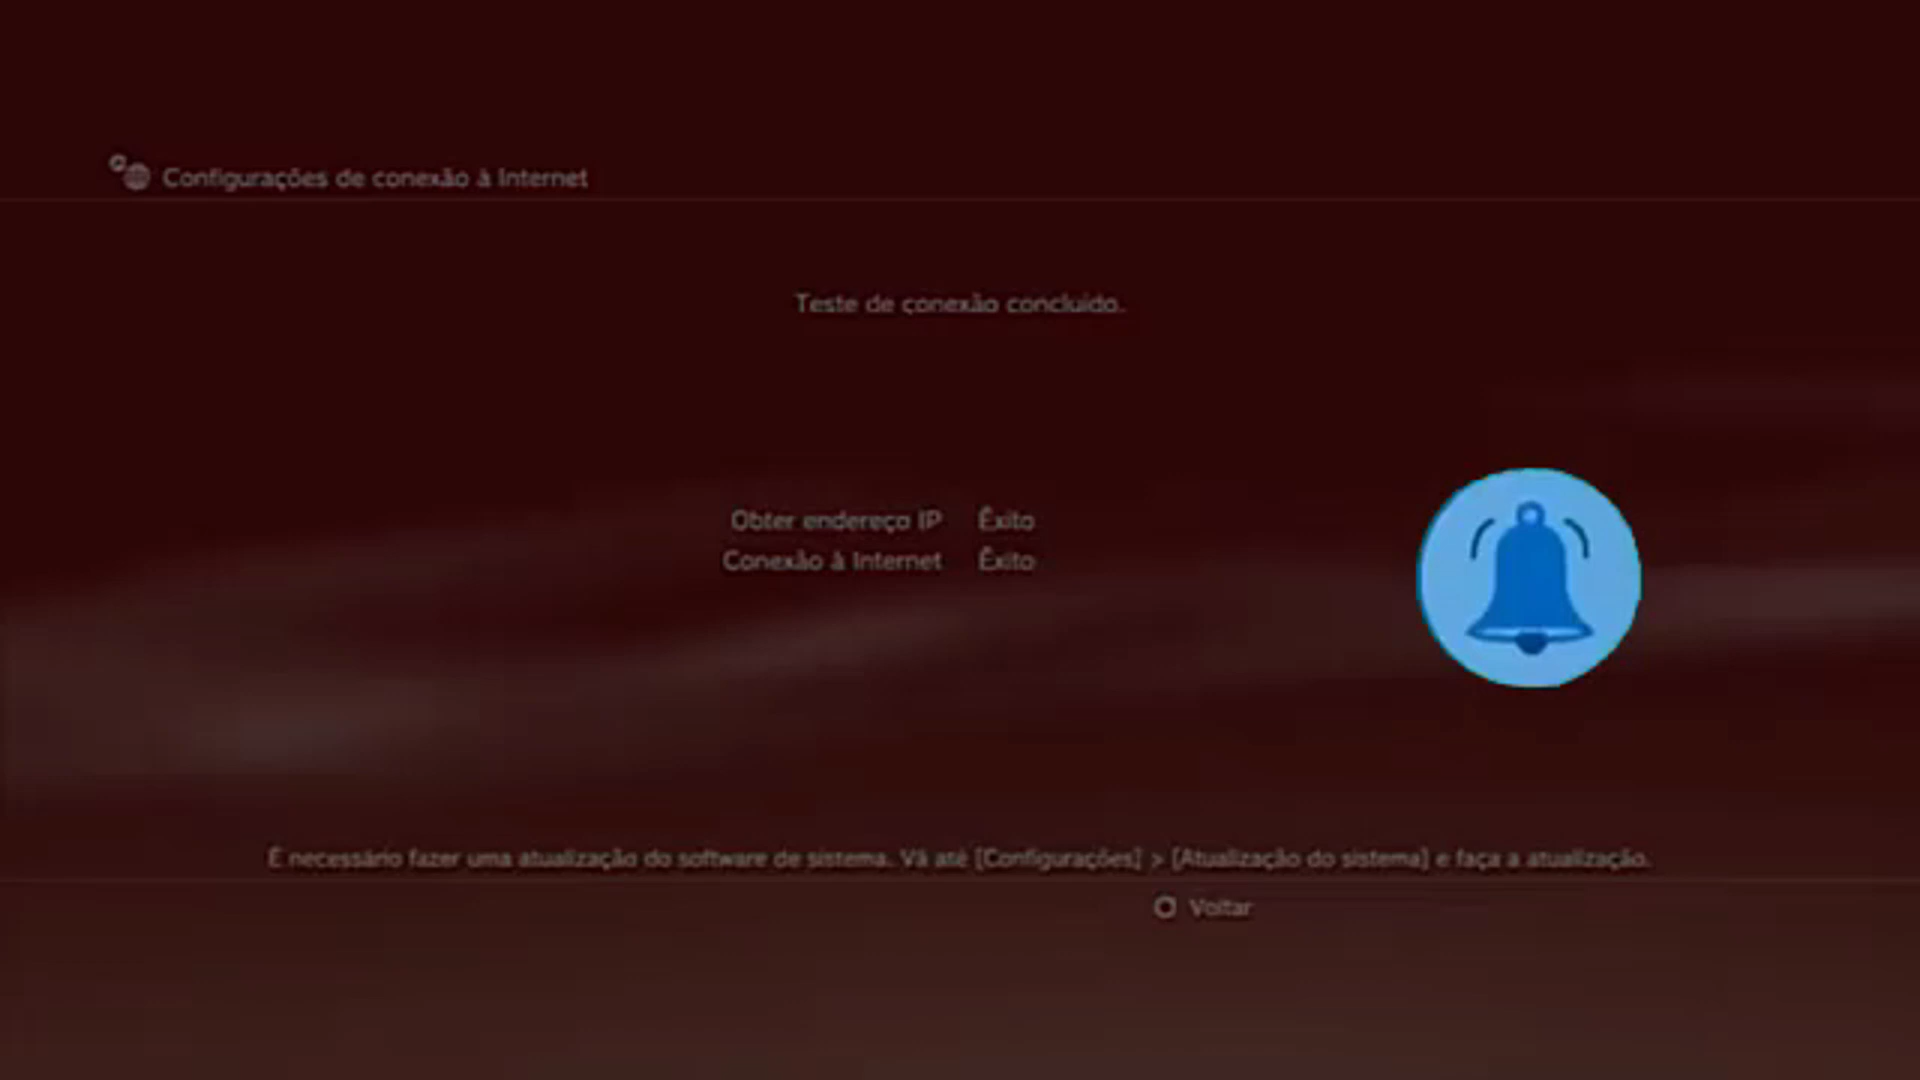 Configurações de conexão à Internet
Teste de conexão concluído.
Obter endereço IP Êxito
Conexão à Internet Êxito
É necessário fazer uma atualização do software de sistema. Vá até [Configurações] > [Atualização do sistema] e faça a atualização.
Voltar